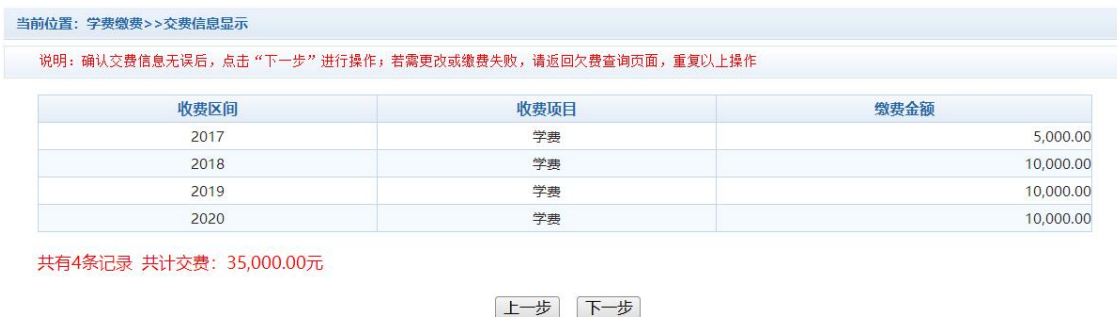 当前位置：学费缴费>>交费信息显示
说明：确认交费信息无误后，点击“下一步”进行操作；若需更改或缴费失败，请返回欠费查询页面，重复以上操作
收费区间 收费项目 缴费金额
2017 学费 5,000.00
2018 学费 10,000.00
2019 学费 10,000.00
2020 学费 10,000.00
共有4条记录 共计交费：35,000.00元
上一步 下一步